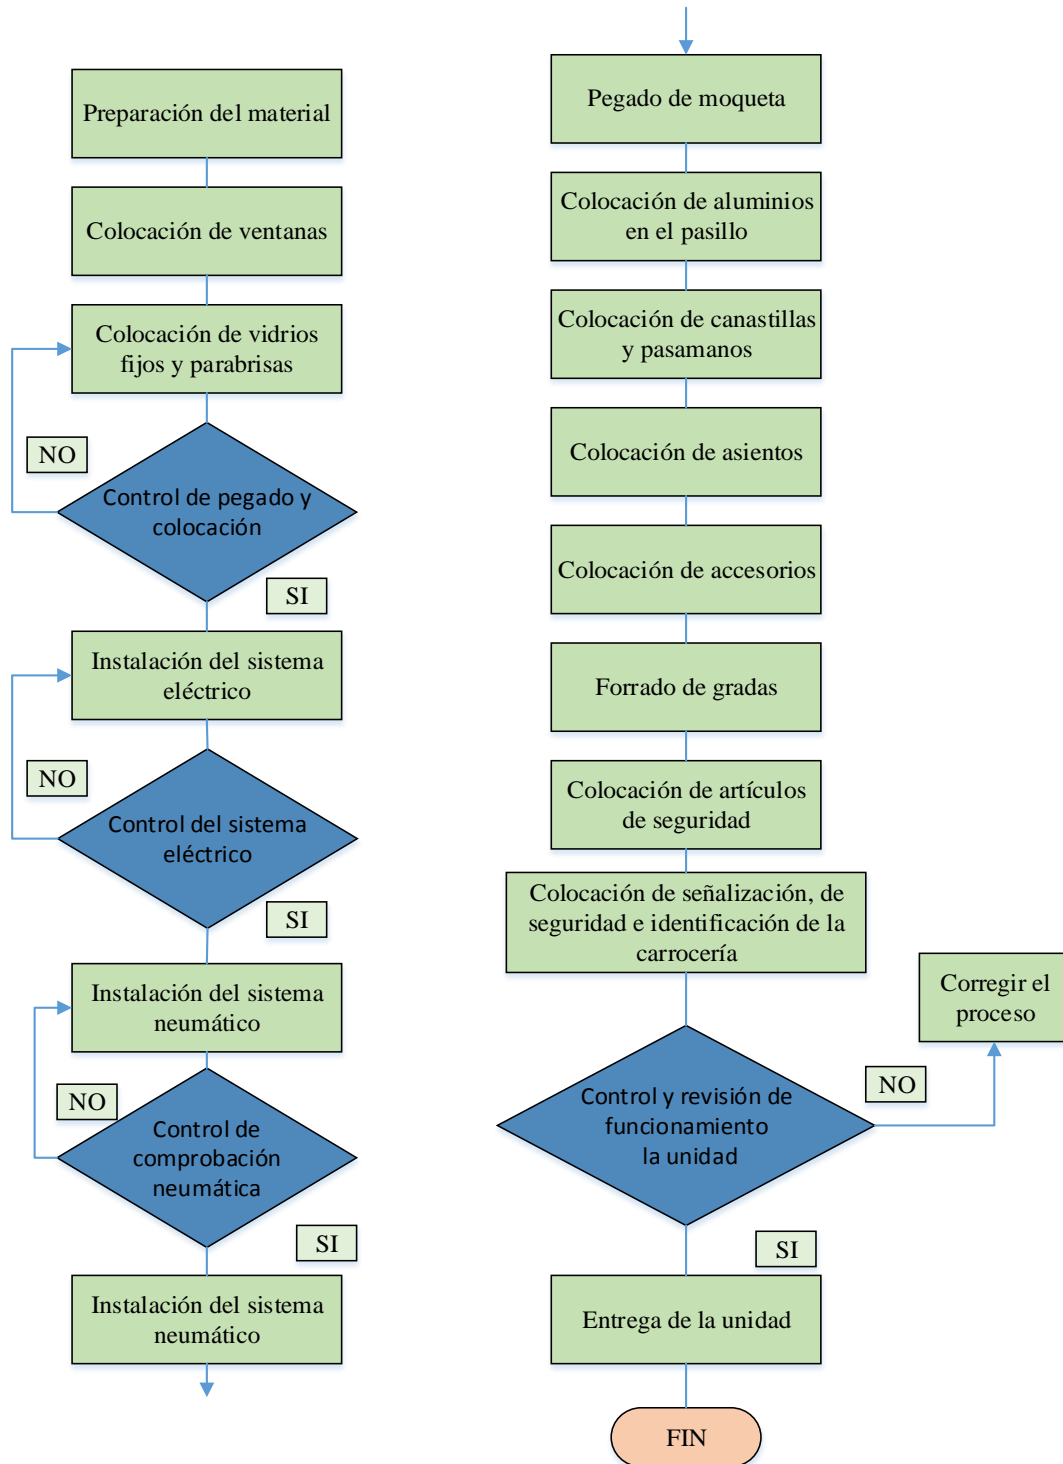 Preparación del material
Colocación de ventanas
Colocación de vidrios
fijos y parabrisas
NO
Control de pegado y
colocación
SI
Instalación del sistema
eléctrico
NO
Control del sistema
eléctrico
SI
Instalación del sistema
neumático
NO
Control de
comprobación
neumática
SI
Instalación del sistema
neumático
Pegado de moqueta
Colocación de aluminios
en el pasillo
Colocación de canastillas
y pasamanos
Colocación de asientos
Colocación de accesorios
Forrado de gradas
Colocación de artículos
de seguridad
Colocación de señalización, de
seguridad e identificación de la
carrocería
Corregir el
proceso
NO
Control y revisión de
funcionamiento
la unidad
SI
Entrega de la unidad
FIN